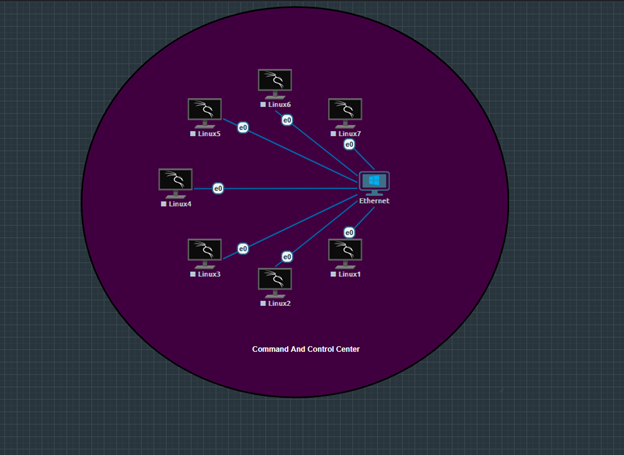 Linux6
Linux5
e0
e0
Linux7
e0
Linux4
e0
Ethernet
e0
Linux3
e0
e0
Linux1
Linux2
Command And Control Center